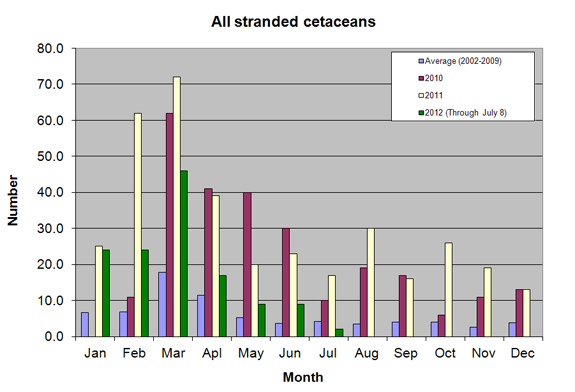 All stranded cetaceans
80.0
70.0
60.0
50.0
40.0
30.0
20.0
10.0
0.0
Number
Average (2002-2009)
2010
2011
2012 (Through July 8)
Jan Feb Mar Apl May Jun Jul Aug Sep Oct Nov Dec
Month